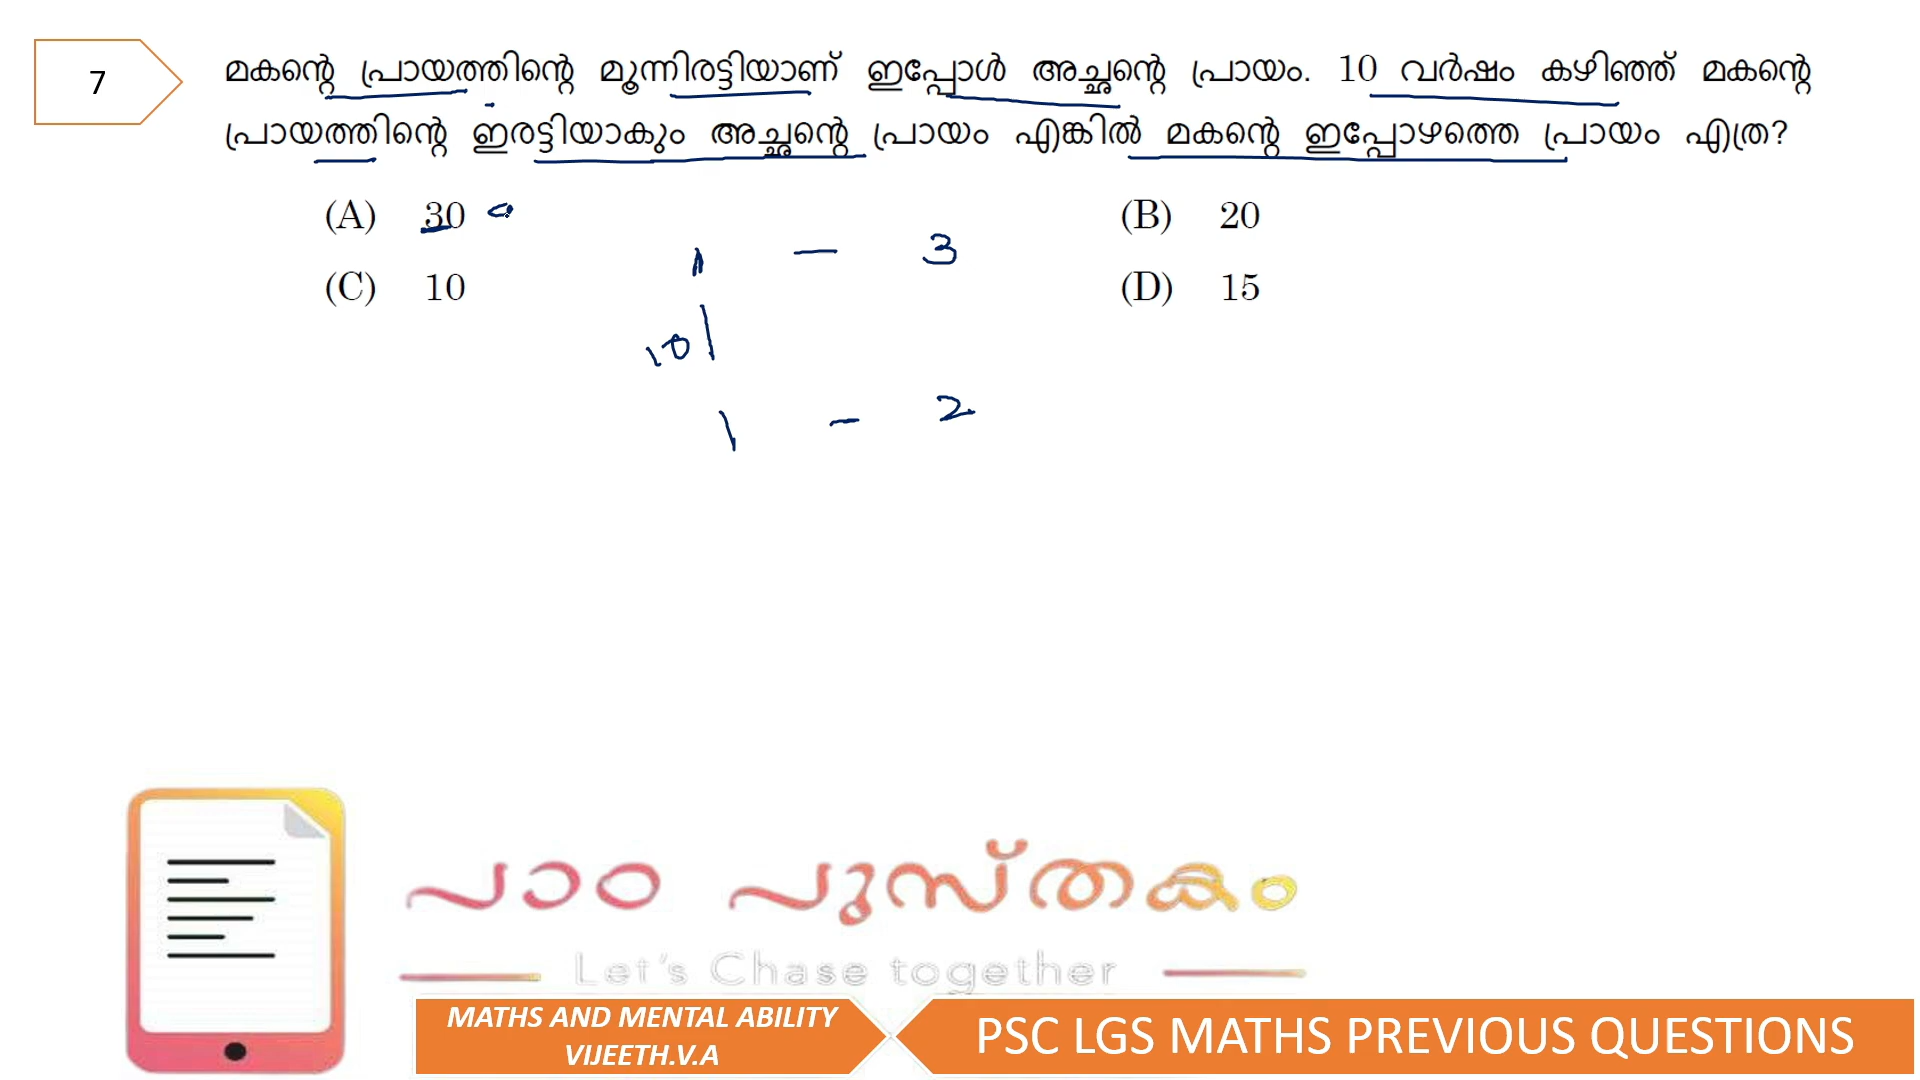 7
മകന്റെ പ്രായത്തിന്റെ മൂന്നിരട്ടിയാണ് ഇപ്പോൾ അച്ഛന്റെ പ്രായം. 10 വർഷം കഴിഞ്ഞ് മകന്റെ
പ്രായത്തിന്റെ ഇരട്ടിയാകും അച്ഛന്റെ പ്രായം എങ്കിൽ മകന്റെ ഇപ്പോഴത്തെ പ്രായം എത്ര?
(A) 30 (B) 20
1 - 3
(C) 10 (D) 15
10
1 - 2
പാഠ പുസ്തകം
Let's Chase together
MATHS AND MENTAL ABILITY
VIJEETH.V.A
PSC LGS MATHS PREVIOUS QUESTIONS